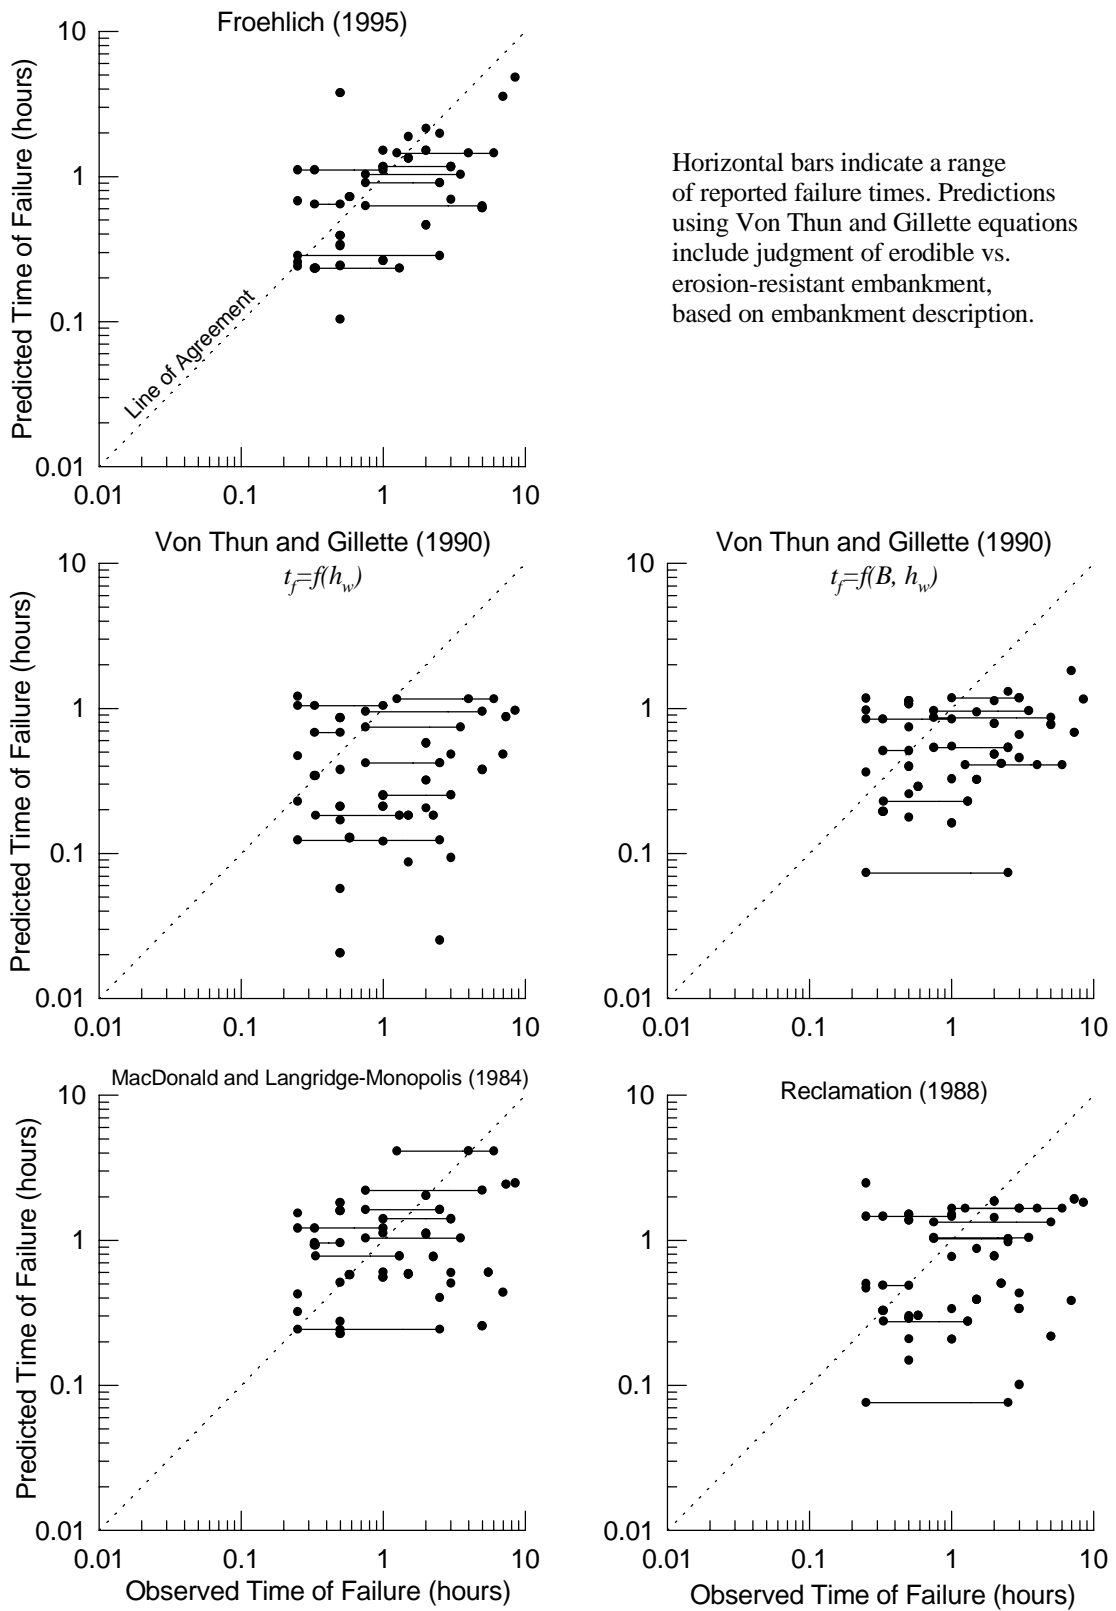 Froehlich (1995)
10
1
0.1
0.01
Predicted Time of Failure (hours)
Line of Agreement
0.01 0.1 1 10
Horizontal bars indicate a range
of reported failure times. Predictions
using Von Thun and Gillette equations
include judgment of erodible vs.
erosion-resistant embankment,
based on embankment description.
Von Thun and Gillette (1990)
t_f=f(h_w)
10
1
0.1
0.01
Predicted Time of Failure (hours)
0.01 0.1 1 10
Von Thun and Gillette (1990)
t_f=f(B, h_w)
10
1
0.1
0.01
0.01 0.1 1 10
MacDonald and Langridge-Monopolis (1984)
10
1
0.1
0.01
Predicted Time of Failure (hours)
0.01 0.1 1 10
Observed Time of Failure (hours)
Reclamation (1988)
10
1
0.1
0.01
0.01 0.1 1 10
Observed Time of Failure (hours)